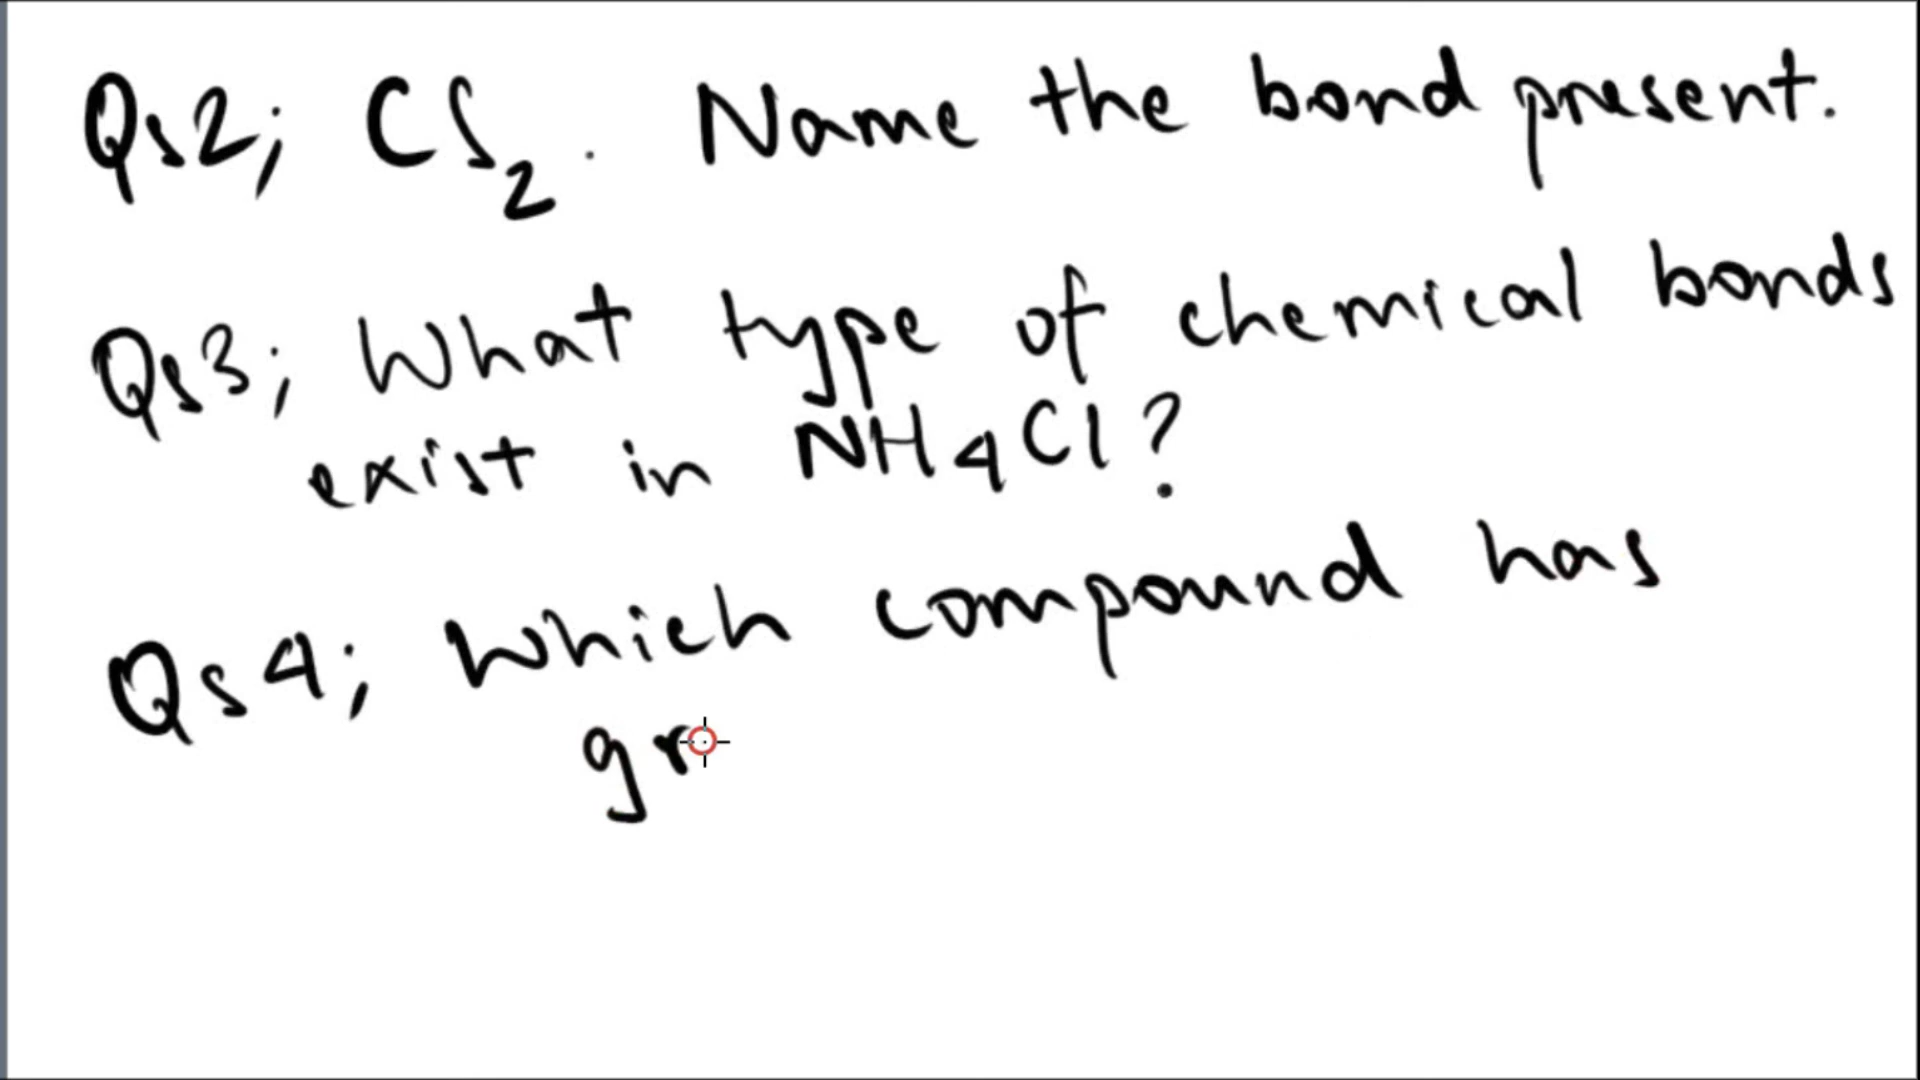 Qs2; CS2. Name the bond present.
Qs3; What type of chemical bonds
exist in NH4Cl?
Qs4; which compound has
gr